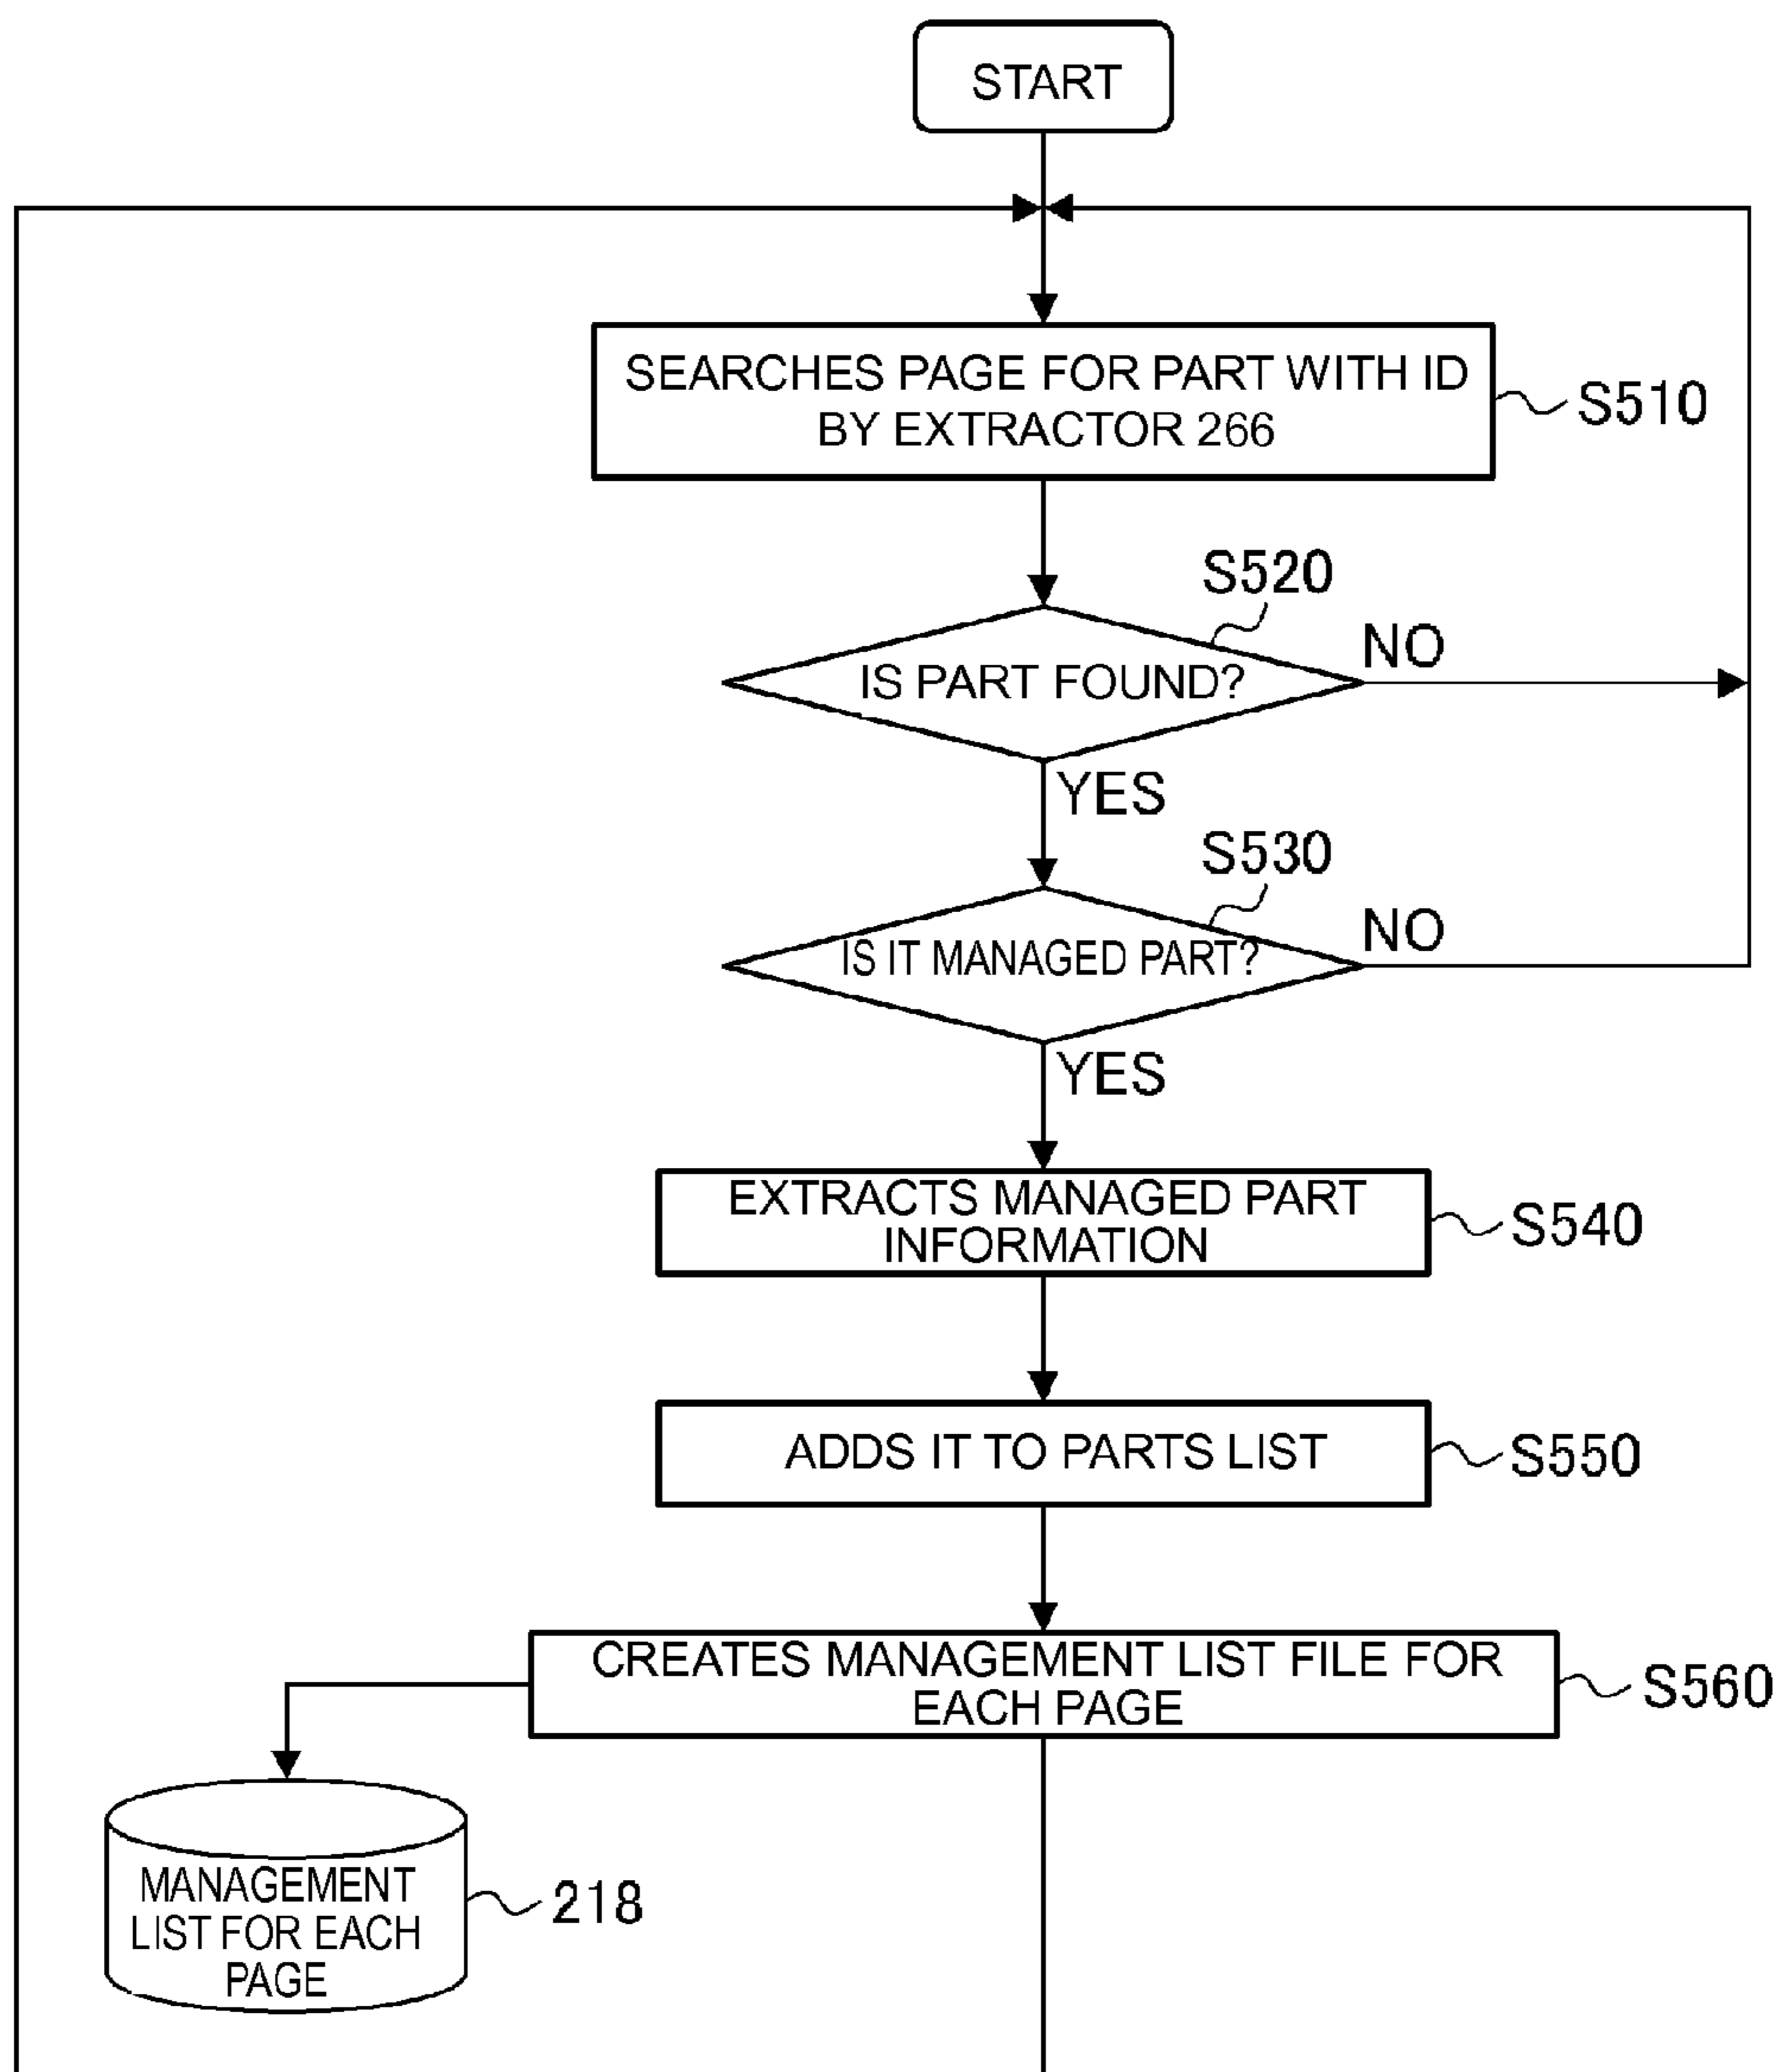 START
SEARCHES PAGE FOR PART WITH ID
BY EXTRACTOR 266
S510
S520
IS PART FOUND?
NO
YES
S530
IS IT MANAGED PART?
NO
YES
EXTRACTS MANAGED PART
INFORMATION
S540
ADDS IT TO PARTS LIST
S550
CREATES MANAGEMENT LIST FILE FOR
EACH PAGE
S560
MANAGEMENT
LIST FOR EACH
PAGE
218